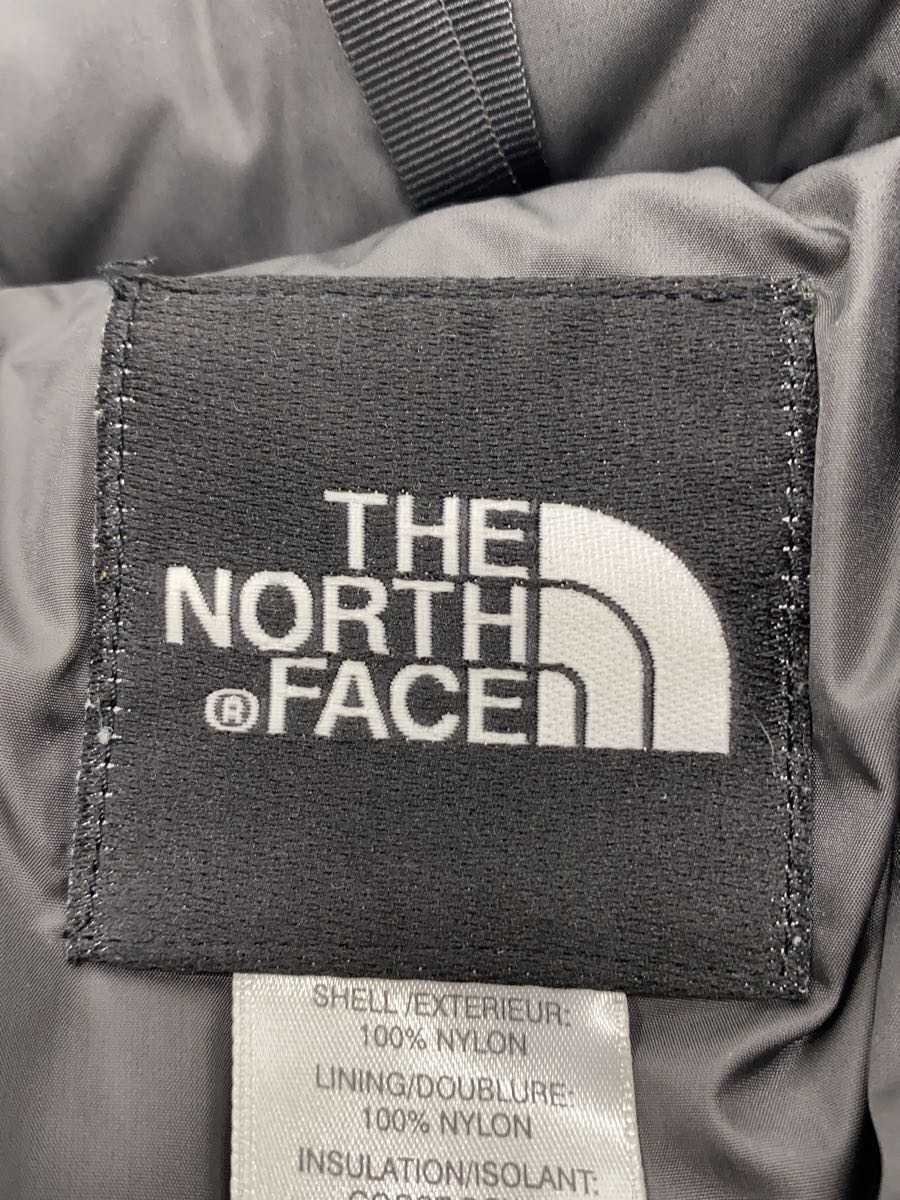 THE
NORTH
®FACE
SHELL/EXTERIEUR:
100% NYLON
LINING/DOUBLURE:
100% NYLON
INSULATION/ISOLANT: